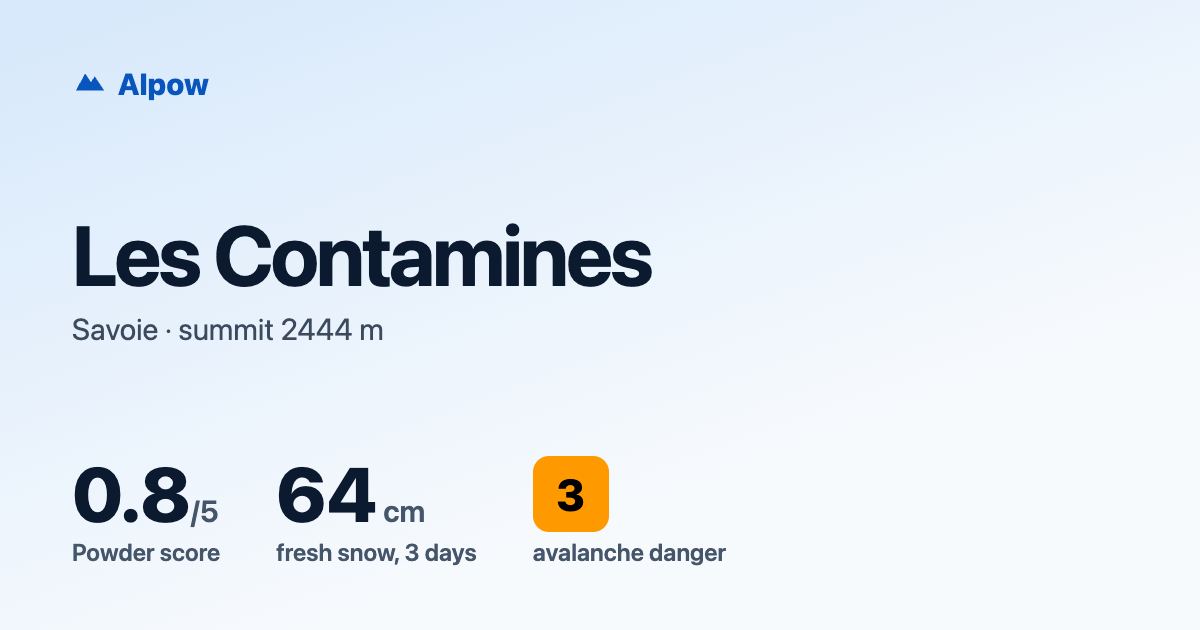 Alpow
Les Contamines
Savoie · summit 2444 m
0.8/5 64 cm 3
Powder score fresh snow, 3 days avalanche danger